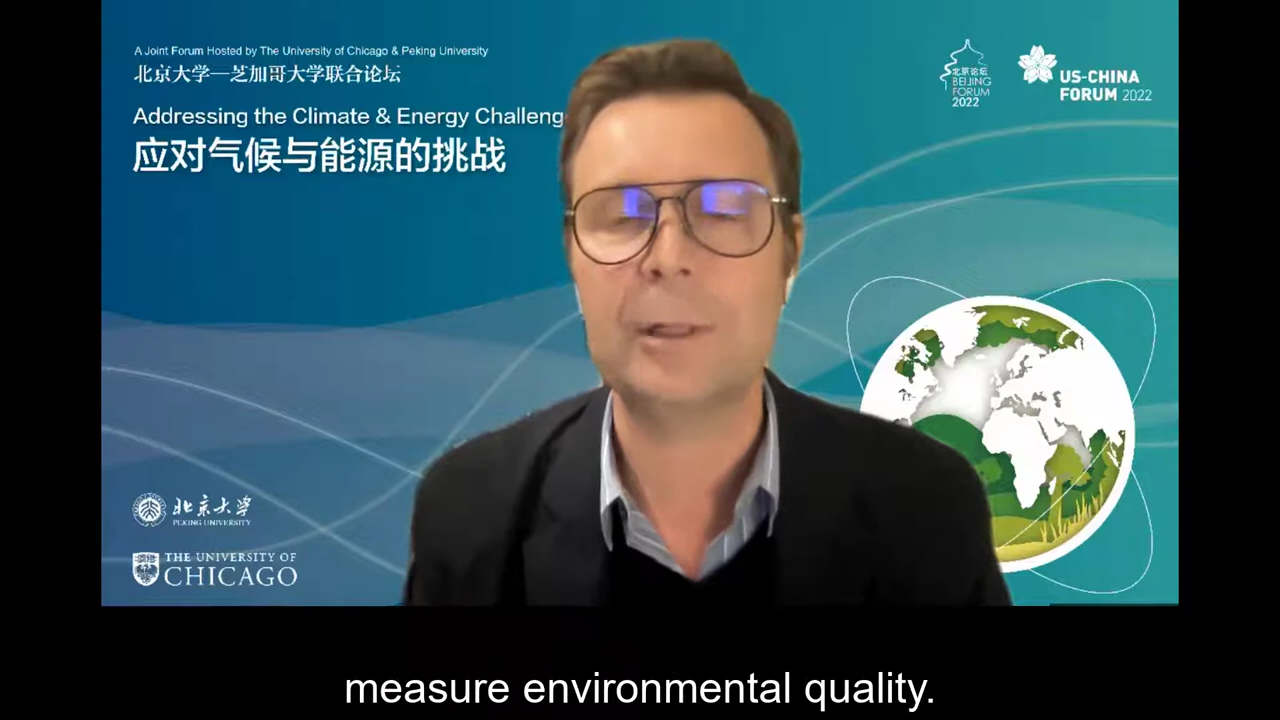 A Joint Forum Hosted by The University of Chicago & Peking University
北京大学—芝加哥大学联合论坛
Addressing the Climate & Energy Challeng
应对气候与能源的挑战
北京论坛
BEIJING
FORUM
2022
US-CHINA
FORUM 2022
北京大学
PEKING UNIVERSITY
THE UNIVERSITY OF
CHICAGO
measure environmental quality.